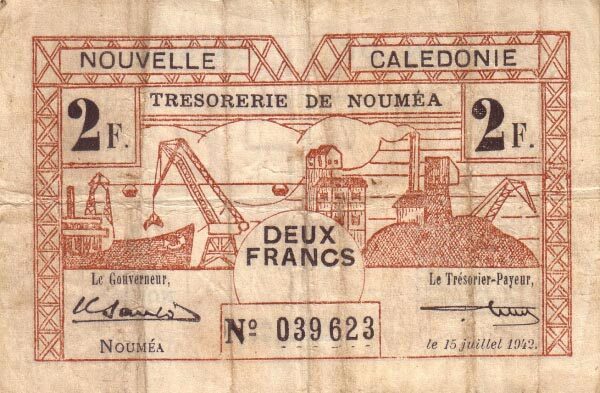 NOUVELLE CALEDONIE
TRESORERIE DE NOUMÉA
2F. 2F.
DEUX
FRANCS
Le Gouverneur, Le Trésorier-Payeur,
Nº 039623
NOUMÉA le 15 juillet 1942.